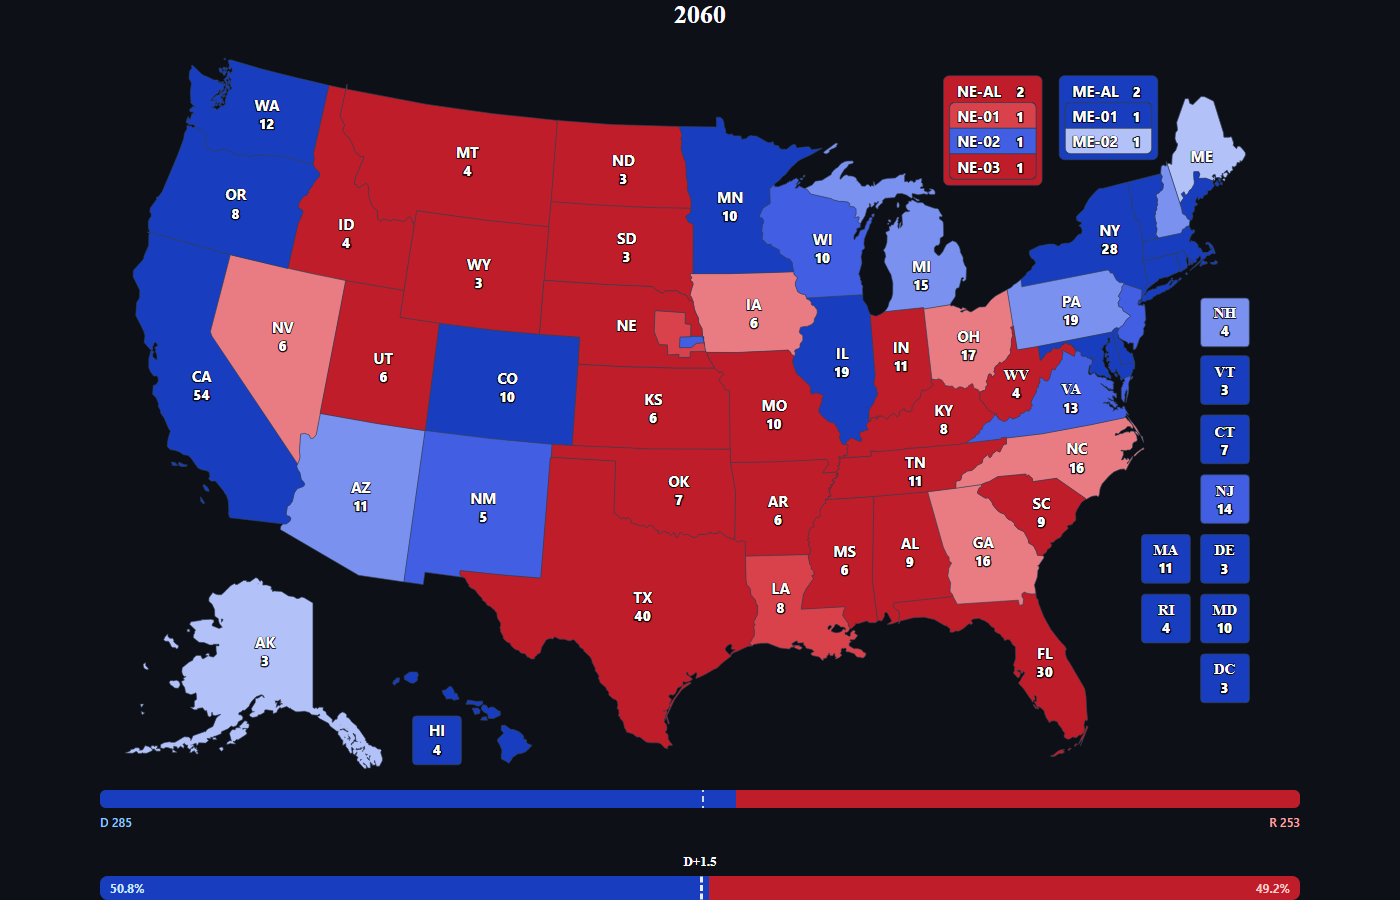 2060
WA
12
OR
8
CA
54
NV
6
ID
4
MT
4
WY
3
UT
6
AZ
11
CO
10
NM
5
ND
3
SD
3
NE
KS
6
OK
7
TX
40
MN
10
IA
6
MO
10
AR
6
LA
8
WI
10
IL
19
MI
15
IN
11
OH
17
KY
8
TN
11
MS
6
AL
9
GA
16
FL
30
SC
9
NC
16
VA
13
WV
4
PA
19
NY
28
ME
AK
3
HI
4
NE-AL 2
NE-01 1
NE-02 1
NE-03 1
ME-AL 2
ME-01 1
ME-02 1
NH
4
VT
3
CT
7
NJ
14
MA
11
DE
3
RI
4
MD
10
DC
3
D 285
R 253
D+1.5
50.8%
49.2%